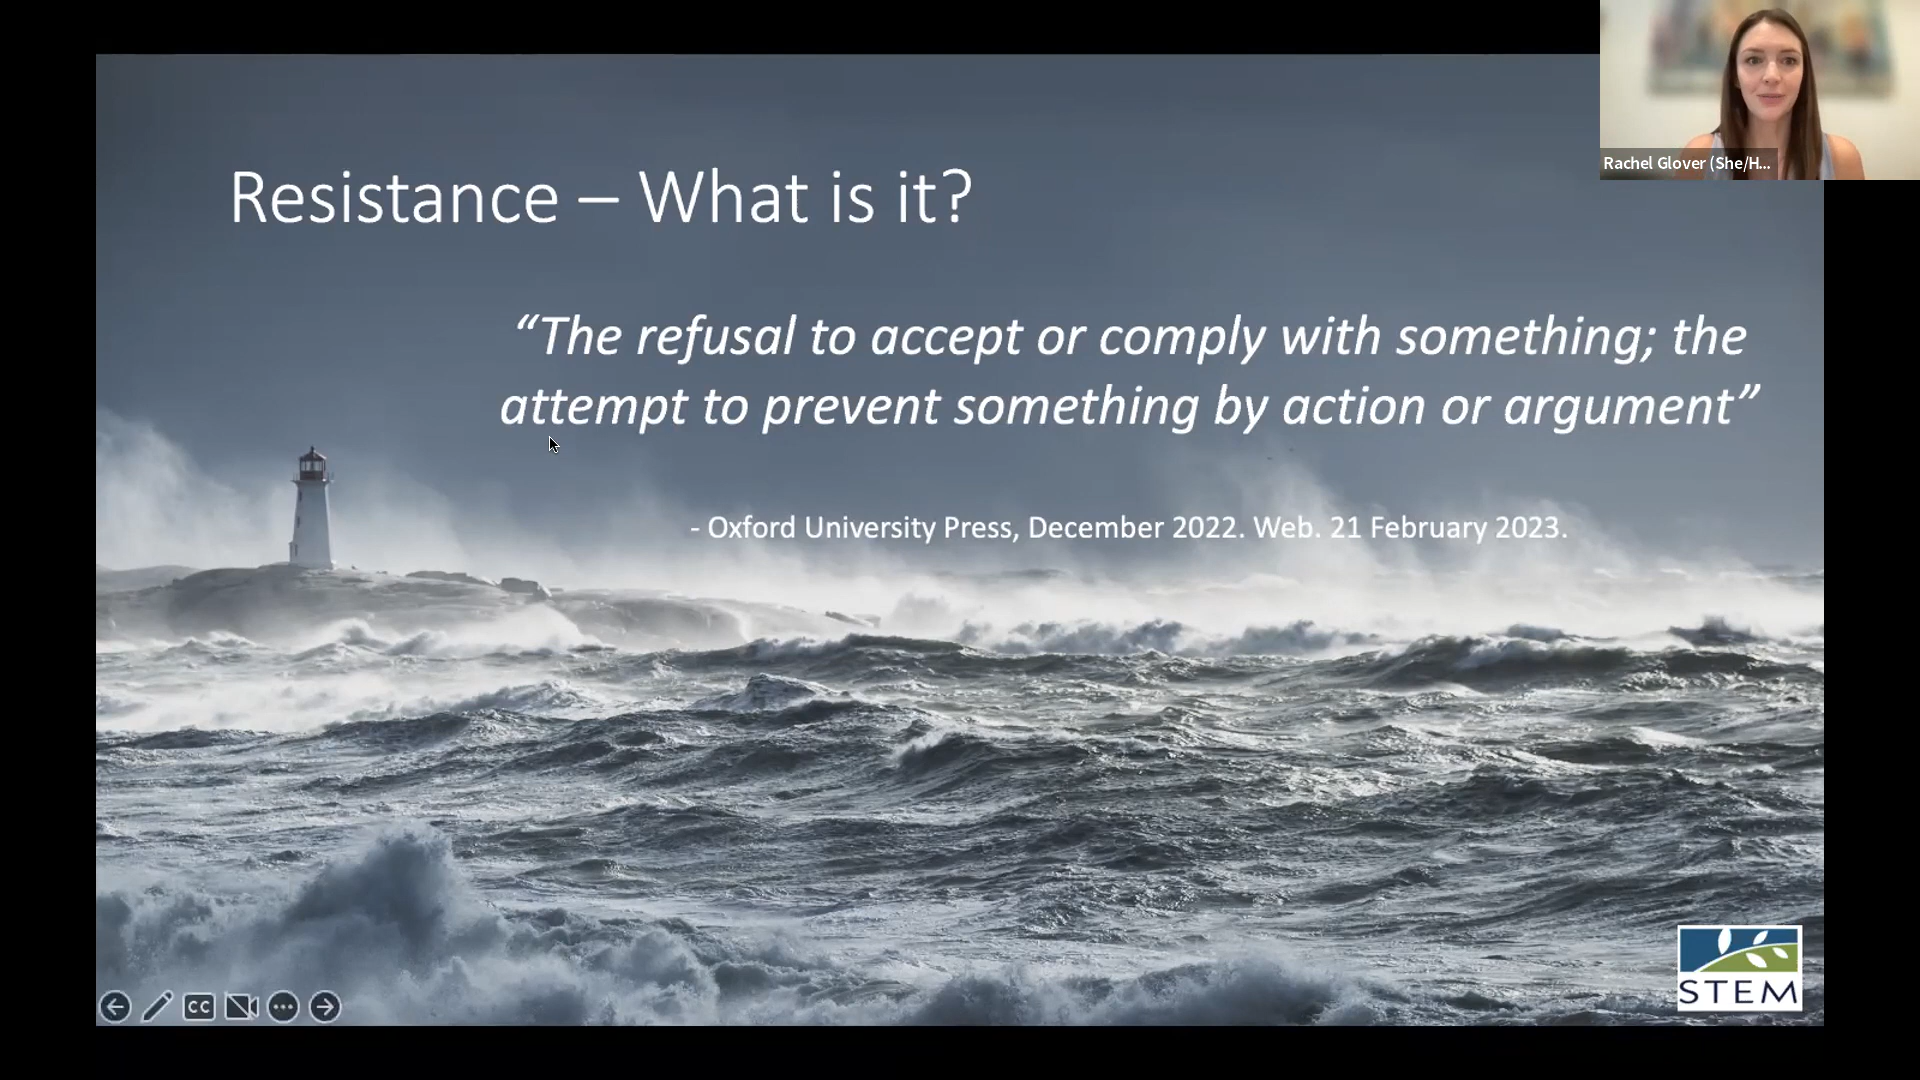 Resistance – What is it?
“The refusal to accept or comply with something; the
attempt to prevent something by action or argument”
- Oxford University Press, December 2022. Web. 21 February 2023.
Rachel Glover (She/H...
CC
STEM